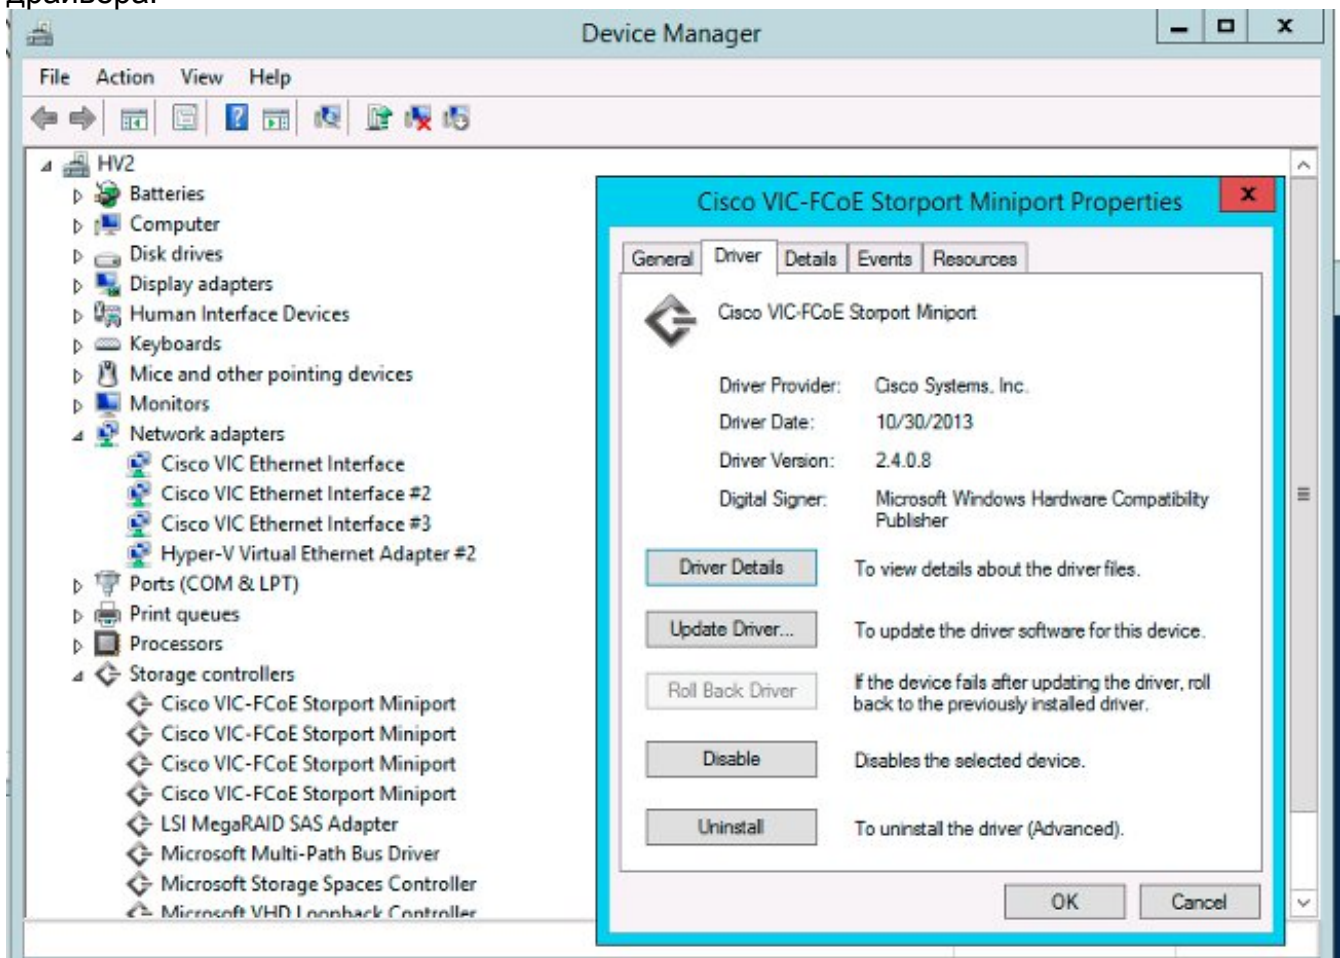 драйвера.
Device Manager
File Action View Help
HV2
Batteries
Computer
Disk drives
Display adapters
Human Interface Devices
Keyboards
Mice and other pointing devices
Monitors
Network adapters
Cisco VIC Ethernet Interface
Cisco VIC Ethernet Interface #2
Cisco VIC Ethernet Interface #3
Hyper-V Virtual Ethernet Adapter #2
Ports (COM & LPT)
Print queues
Processors
Storage controllers
Cisco VIC-FCoE Storport Miniport
Cisco VIC-FCoE Storport Miniport
Cisco VIC-FCoE Storport Miniport
Cisco VIC-FCoE Storport Miniport
LSI MegaRAID SAS Adapter
Microsoft Multi-Path Bus Driver
Microsoft Storage Spaces Controller
Microsoft VHD Loopback Controller
Cisco VIC-FCoE Storport Miniport Properties
General Driver Details Events Resources
Cisco VIC-FCoE Storport Miniport
Driver Provider: Cisco Systems, Inc.
Driver Date: 10/30/2013
Driver Version: 2.4.0.8
Digital Signer: Microsoft Windows Hardware Compatibility
Publisher
Driver Details To view details about the driver files.
Update Driver... To update the driver software for this device.
Roll Back Driver If the device fails after updating the driver, roll
back to the previously installed driver.
Disable Disables the selected device.
Uninstall To uninstall the driver (Advanced).
OK Cancel